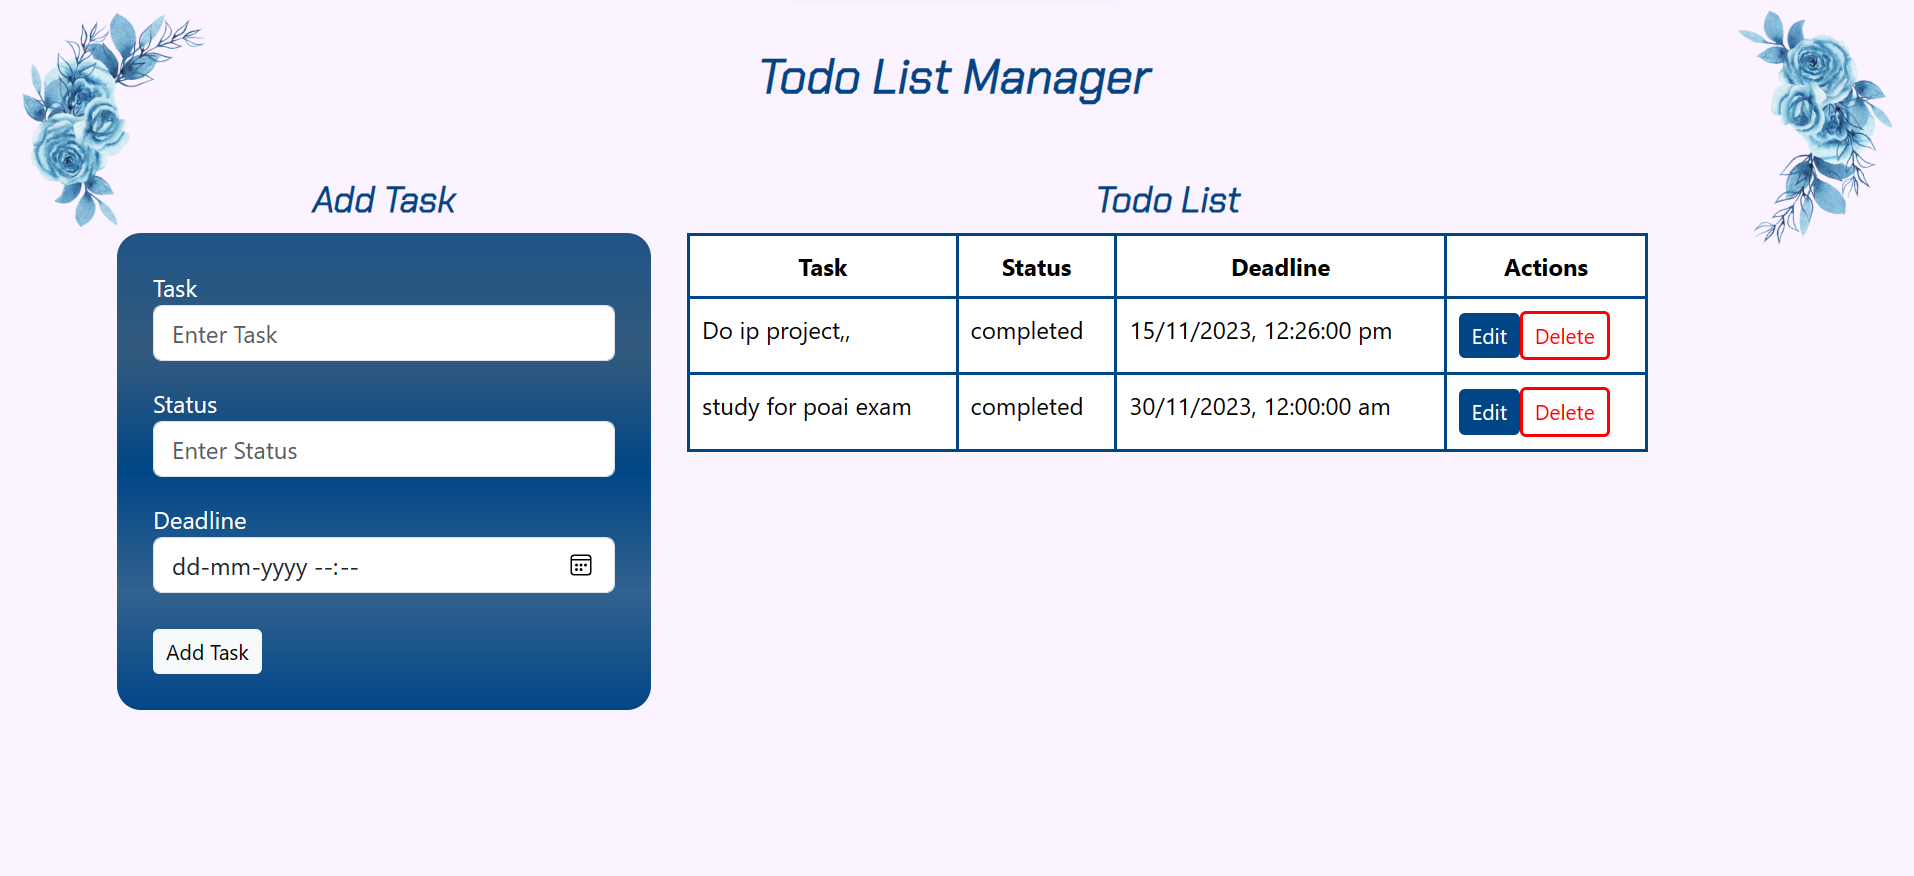 Todo List Manager
Add Task
Task
Enter Task
Status
Enter Status
Deadline
dd-mm-yyyy --:--
Add Task
Todo List
Task Status Deadline Actions
Do ip project,, completed 15/11/2023, 12:26:00 pm Edit Delete
study for poai exam completed 30/11/2023, 12:00:00 am Edit Delete